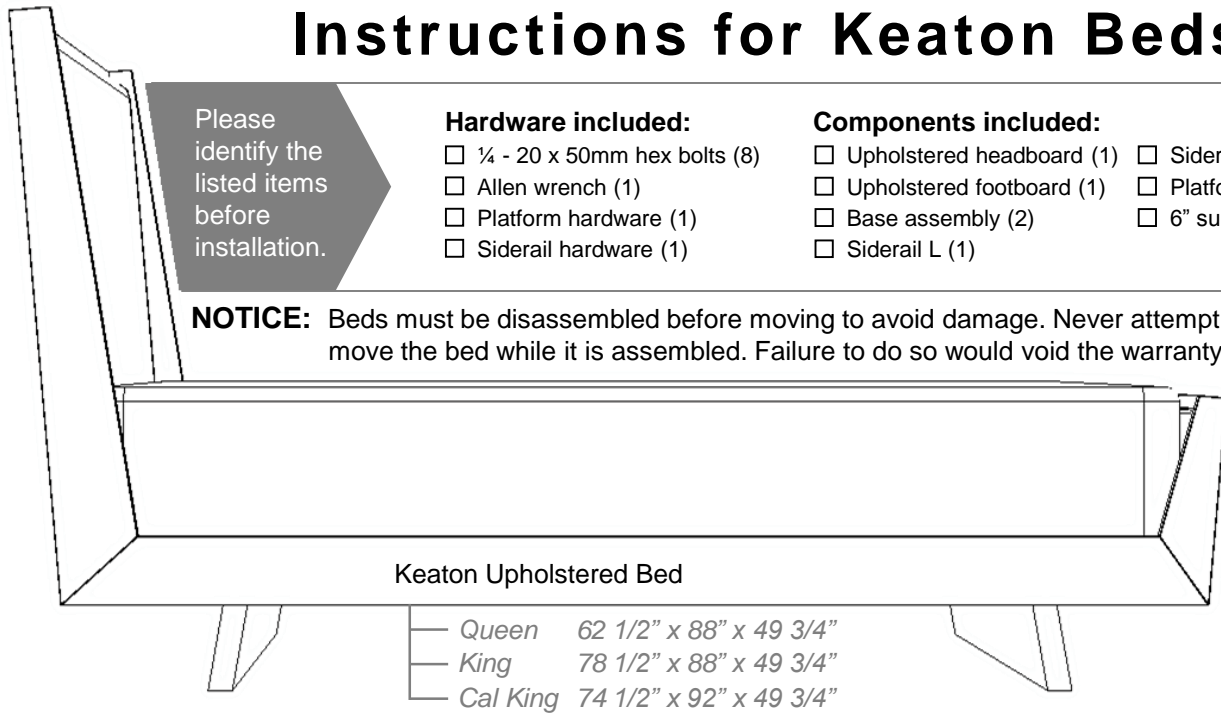 Instructions for Keaton Beds
Please
identify the
listed items
before
installation.
Hardware included:
☐ ¼ - 20 x 50mm hex bolts (8)
☐ Allen wrench (1)
☐ Platform hardware (1)
☐ Siderail hardware (1)
Components included:
☐ Upholstered headboard (1)
☐ Upholstered footboard (1)
☐ Base assembly (2)
☐ Siderail L (1)
☐ Sider
☐ Platfo
☐ 6” su
NOTICE: Beds must be disassembled before moving to avoid damage. Never attempt
move the bed while it is assembled. Failure to do so would void the warranty
Keaton Upholstered Bed
Queen 62 1/2” x 88” x 49 3/4”
King 78 1/2” x 88” x 49 3/4”
Cal King 74 1/2” x 92” x 49 3/4”